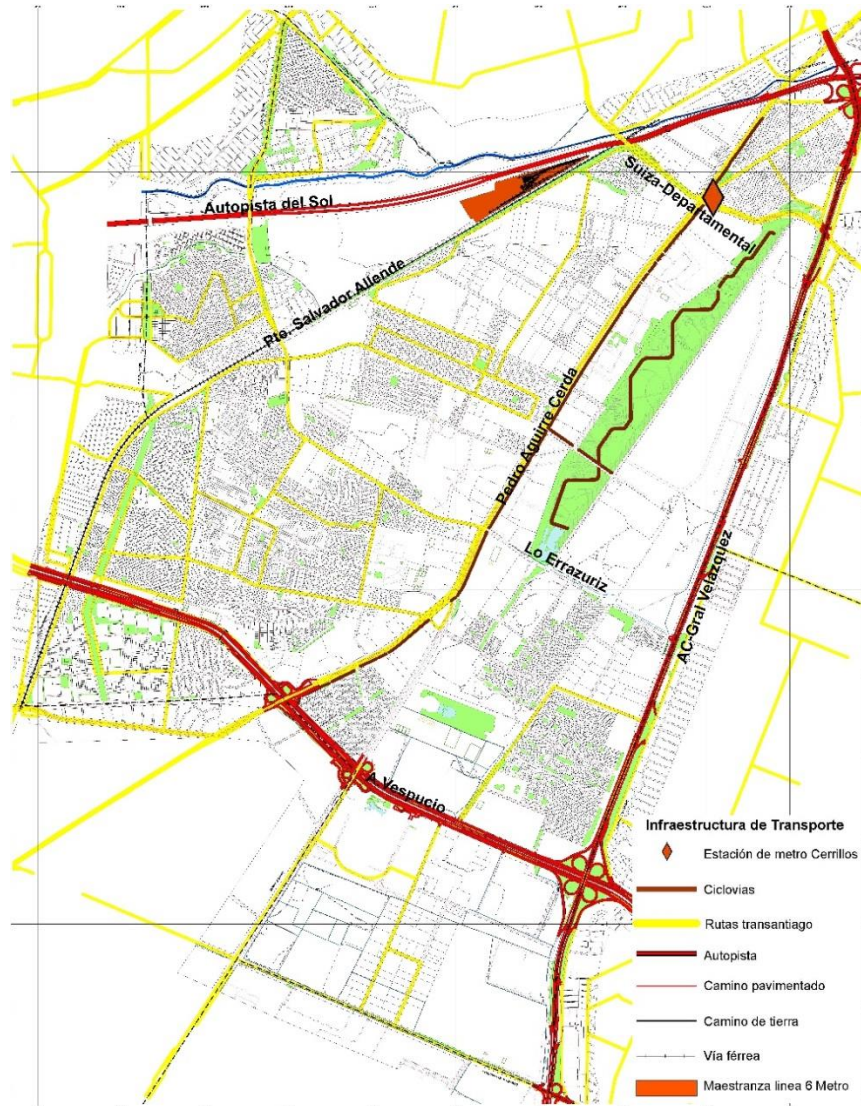 Autopista del Sol
Suiza-Departamental
Pte. Salvador Allende
Pedro Aguirre Cerda
Lo Errazuriz
AC-Gral Velázquez
A.Vespucio
Infraestructura de Transporte
Estación de metro Cerrillos
Ciclovias
Rutas transantiago
Autopista
Camino pavimentado
Camino de tierra
Vía férrea
Maestranza linea 6 Metro